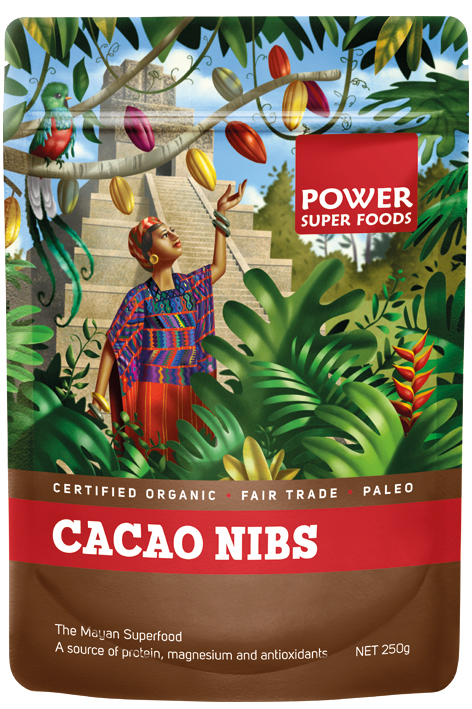 POWER
SUPER FOODS
CERTIFIED ORGANIC • FAIR TRADE • PALEO
CACAO NIBS
The Mayan Superfood
A source of protein, magnesium and antioxidants NET 250g